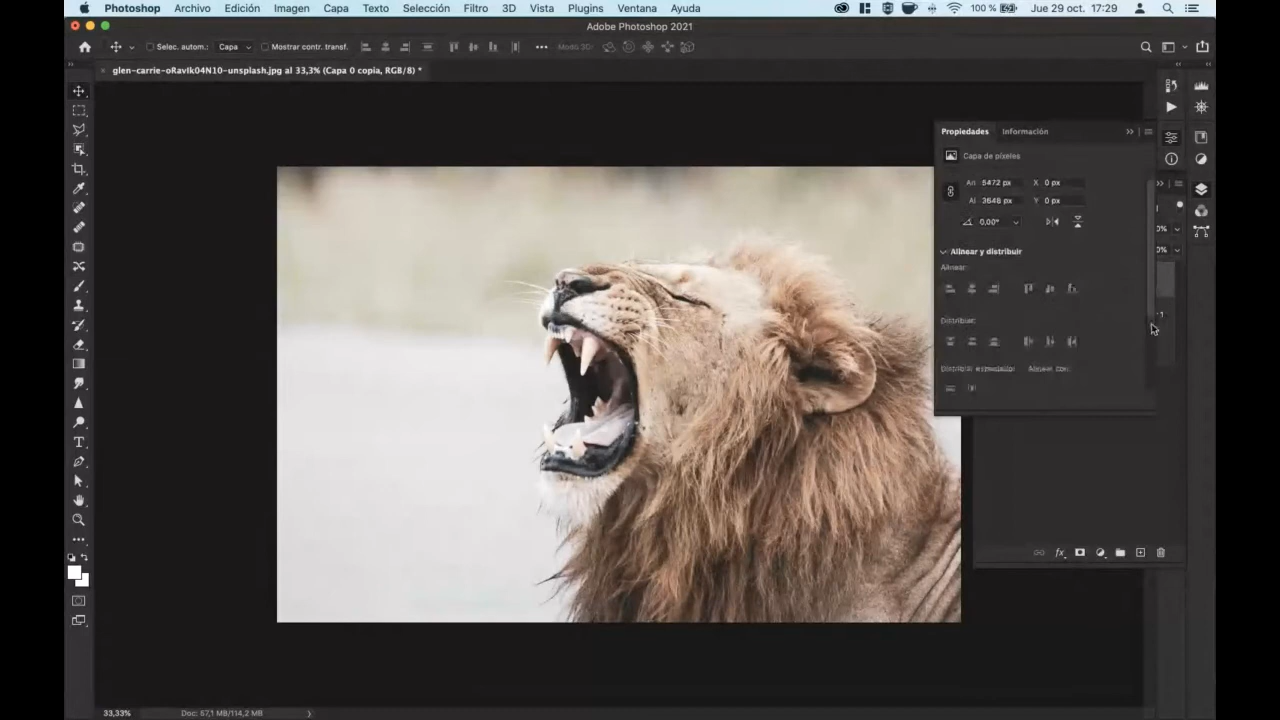 Photoshop Archivo Edición Imagen Capa Texto Selección Filtro 3D Vista Plugins Ventana Ayuda 100 % Jue 29 oct. 17:29
Adobe Photoshop 2021
Selec. autom.: Capa Mostrar contr. transf. Modo 3D:
glen-carrie-oRavIk04N10-unsplash.jpg al 33,3% (Capa 0 copia, RGB/8) *
Propiedades Información
Capa de píxeles
An 5472 px X 0 px
Al 3648 px Y 0 px
0,00°
Alinear y distribuir
Alinear:
Distribuir:
Distribuir espaciado: Alinear con:
33,33% Doc: 67,1 MB/114,2 MB